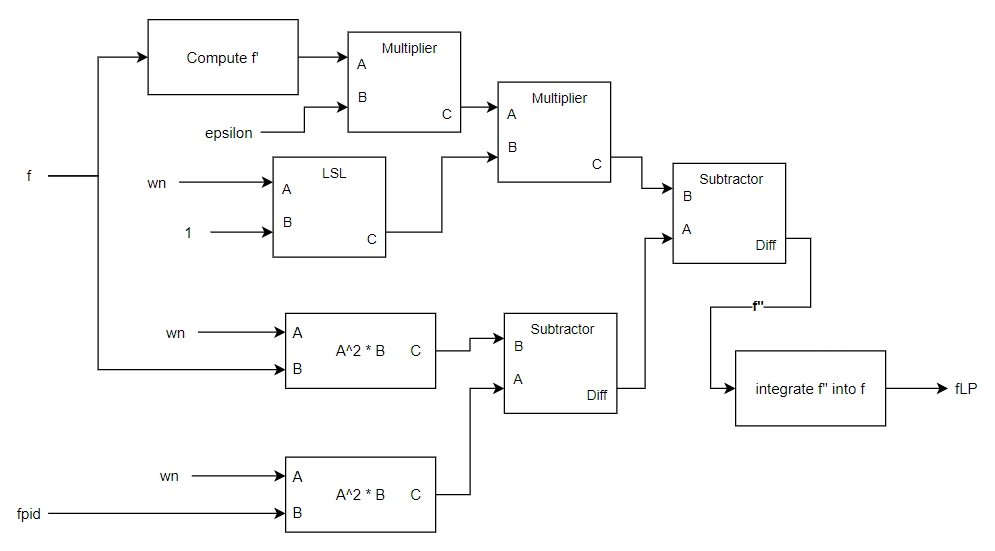 Compute f'
Multiplier
A
B
C
epsilon
Multiplier
A
B
C
f
wn
1
LSL
A
B
C
Subtractor
B
A
Diff
f"
wn
A
B
A^2 * B
C
Subtractor
B
A
Diff
integrate f" into f
fLP
wn
A
B
A^2 * B
C
fpid